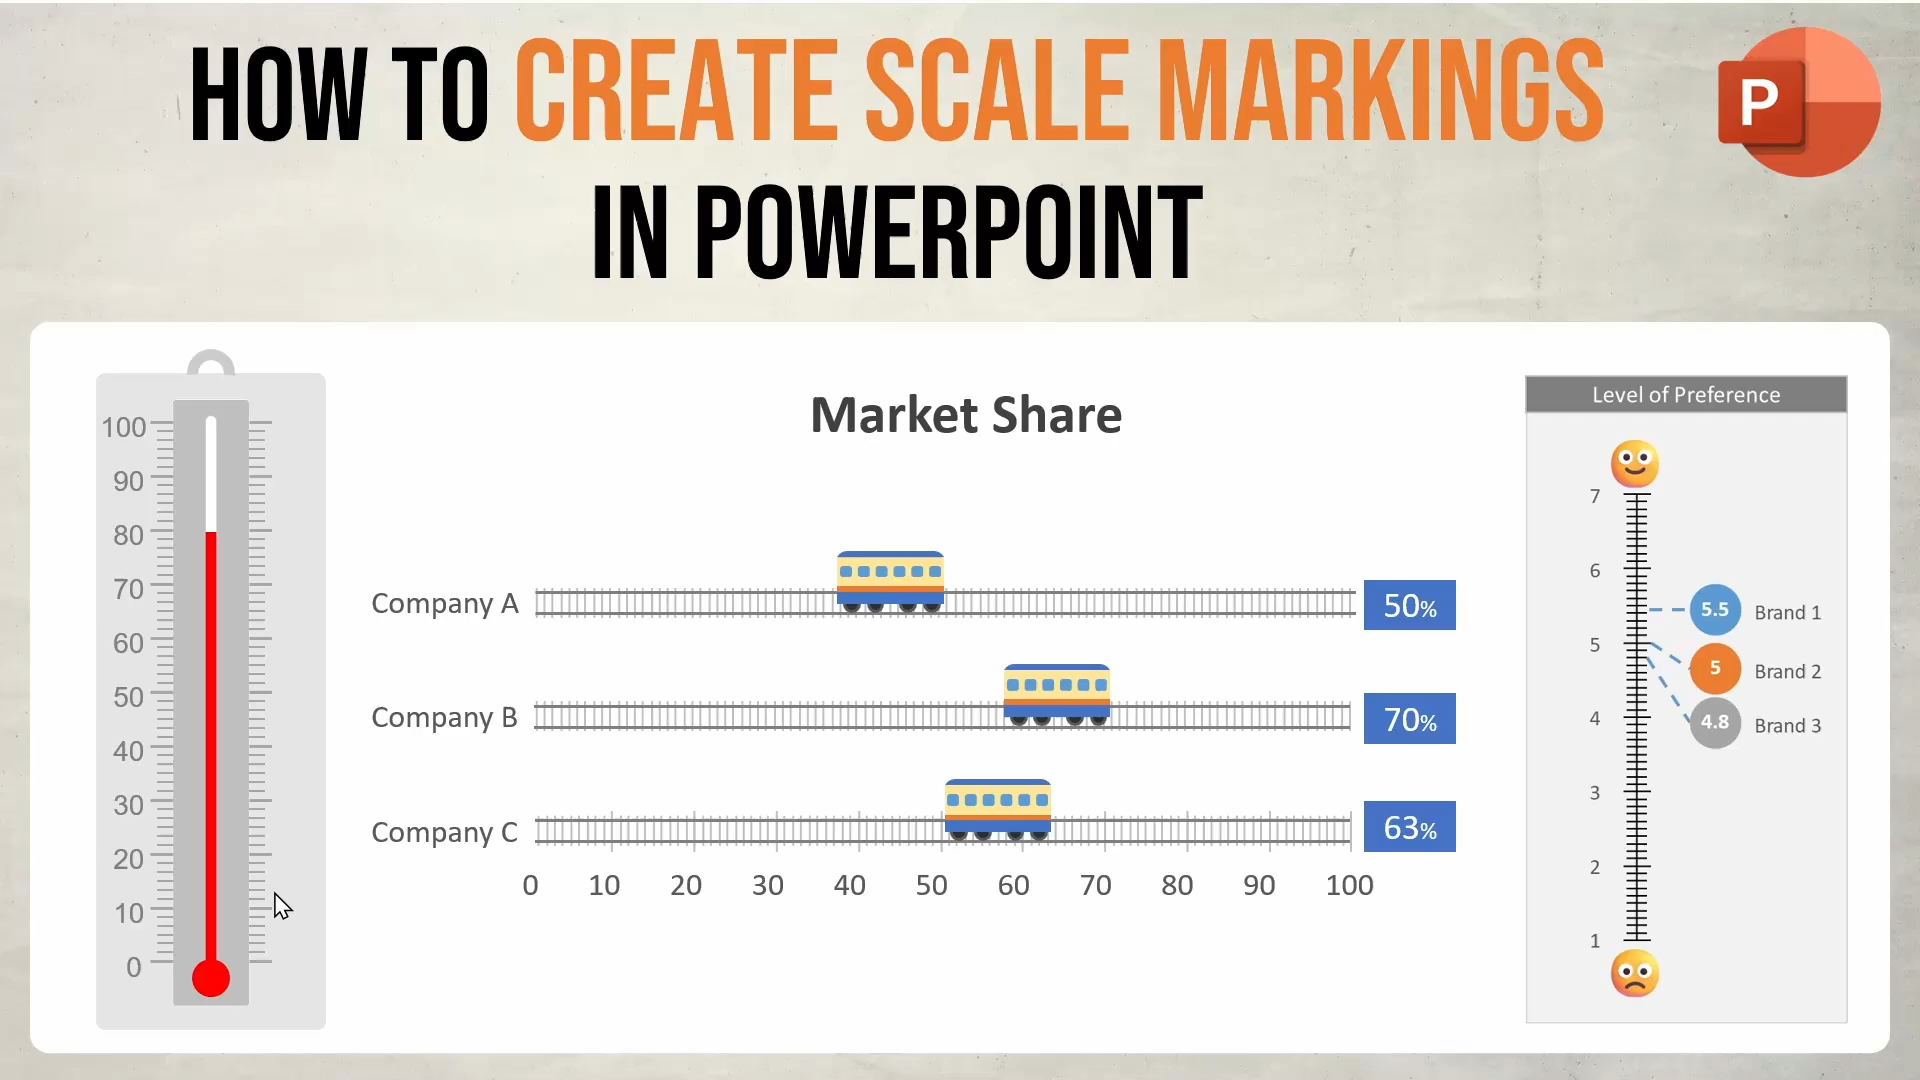 HOW TO CREATE SCALE MARKINGS
IN POWERPOINT
P
100
90
80
70
60
50
40
30
20
10
0
Market Share
Company A
50%
Company B
70%
Company C
63%
0 10 20 30 40 50 60 70 80 90 100
Level of Preference
7
6
5
4
3
2
1
5.5 Brand 1
5 Brand 2
4.8 Brand 3